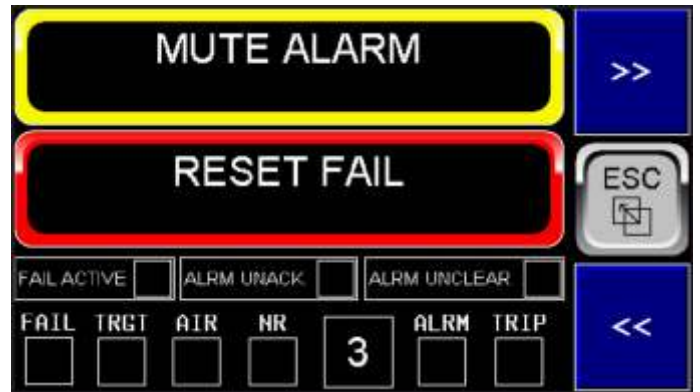 MUTE ALARM
>>
RESET FAIL
ESC
FAIL ACTIVE ALRM UNACK ALRM UNCLEAR
FAIL TRGT AIR NR 3 ALRM TRIP
<<